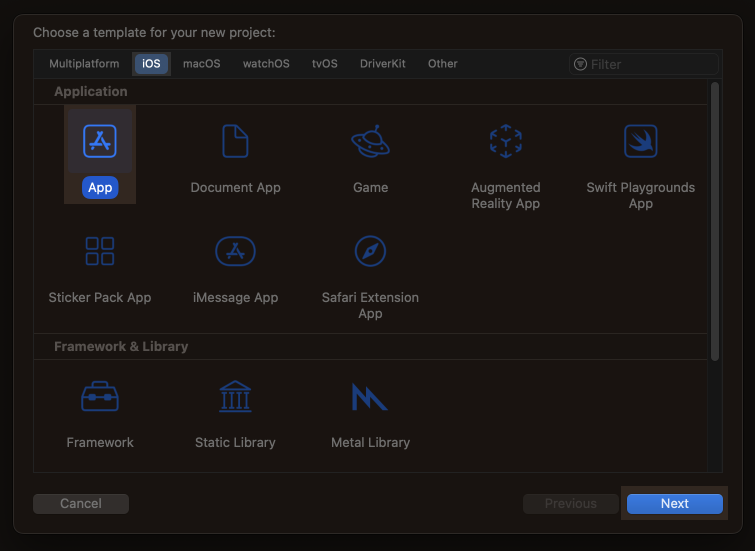 Choose a template for your new project:
Multiplatform iOS macOS watchOS tvOS DriverKit Other Filter
Application
App Document App Game Augmented Reality App Swift Playgrounds App
Sticker Pack App iMessage App Safari Extension App
Framework & Library
Framework Static Library Metal Library
Cancel Previous Next